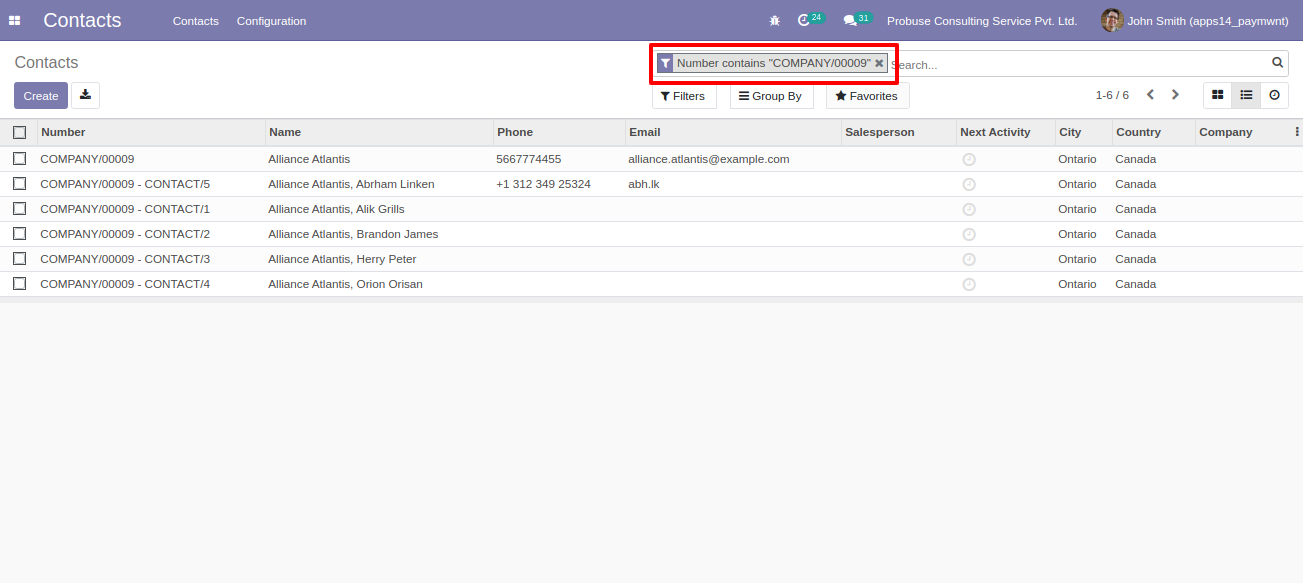 Contacts Contacts Configuration 24 31 Probuse Consulting Service Pvt. Ltd. John Smith (apps14_paymwnt)
Contacts Number contains "COMPANY/00009" ✖ Search...
Create Filters Group By Favorites 1-6 / 6
Number Name Phone Email Salesperson Next Activity City Country Company
COMPANY/00009 Alliance Atlantis 5667774455 alliance.atlantis@example.com Ontario Canada
COMPANY/00009 - CONTACT/5 Alliance Atlantis, Abrham Linken +1 312 349 25324 abh.lk Ontario Canada
COMPANY/00009 - CONTACT/1 Alliance Atlantis, Alik Grills Ontario Canada
COMPANY/00009 - CONTACT/2 Alliance Atlantis, Brandon James Ontario Canada
COMPANY/00009 - CONTACT/3 Alliance Atlantis, Herry Peter Ontario Canada
COMPANY/00009 - CONTACT/4 Alliance Atlantis, Orion Orisan Ontario Canada